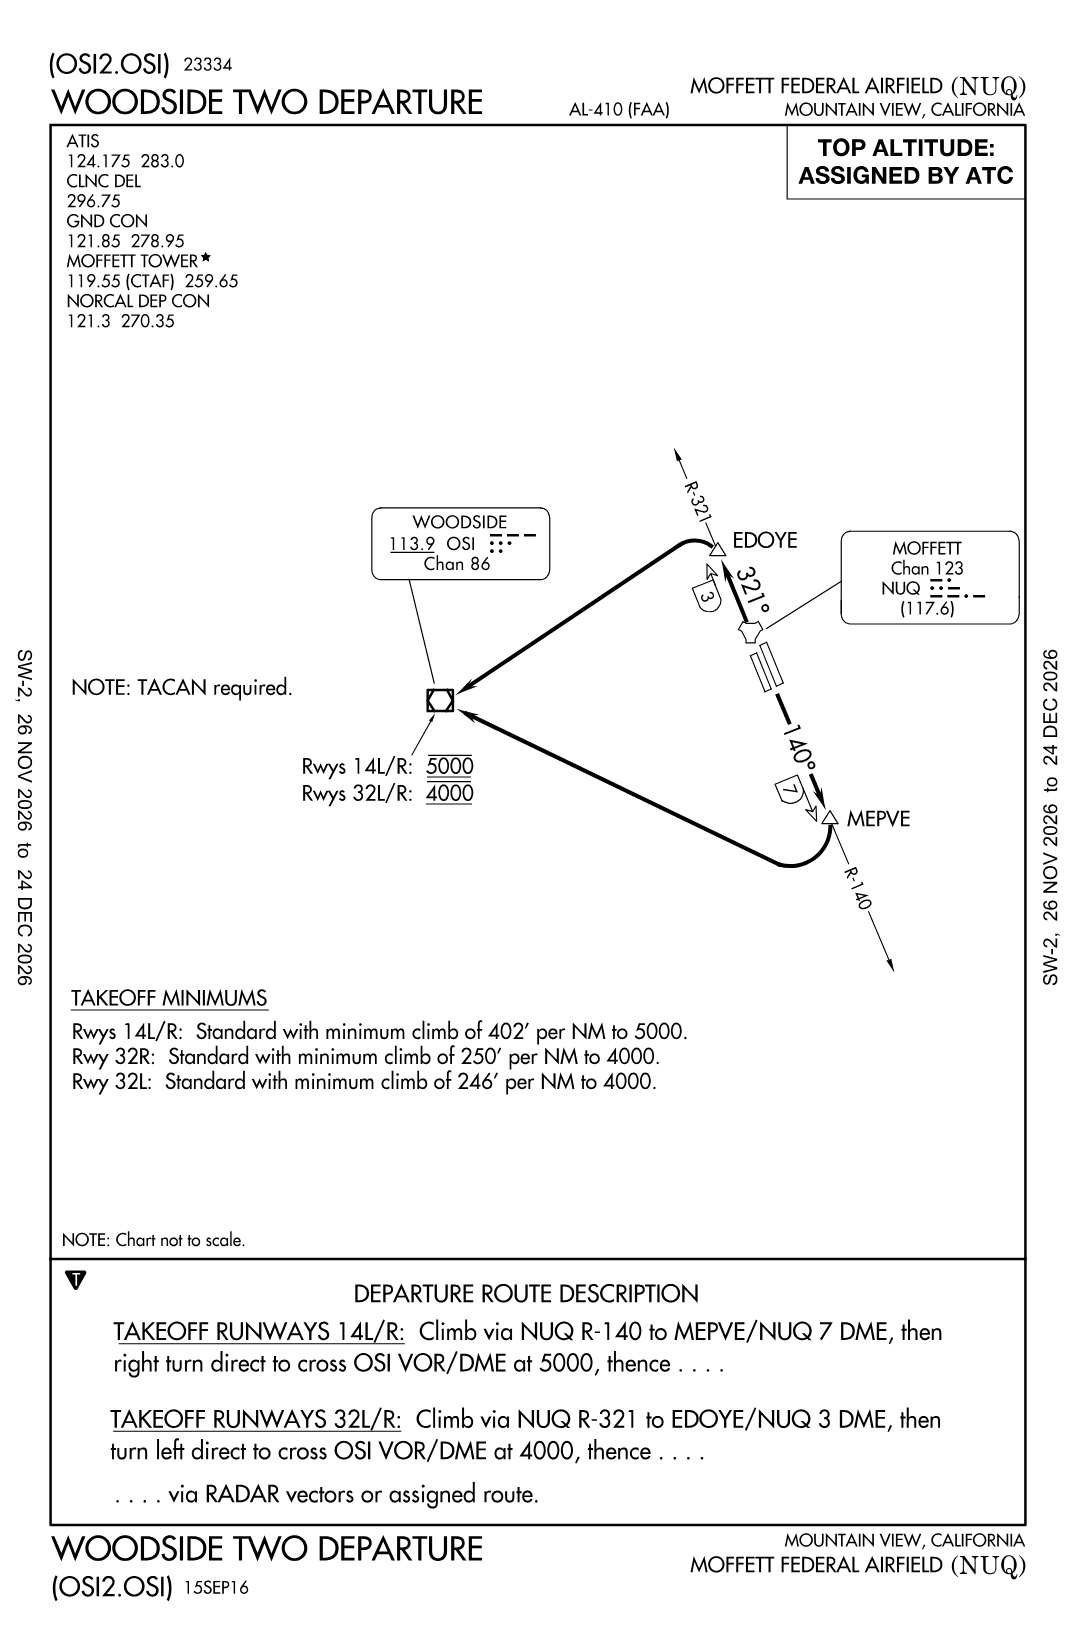 (OSI2.OSI) 23334
WOODSIDE TWO DEPARTURE
AL-410 (FAA)
MOFFETT FEDERAL AIRFIELD (NUQ)
MOUNTAIN VIEW, CALIFORNIA
ATIS
124.175 283.0
CLNC DEL
296.75
GND CON
121.85 278.95
MOFFETT TOWER★
119.55 (CTAF) 259.65
NORCAL DEP CON
121.3 270.35
TOP ALTITUDE:
ASSIGNED BY ATC
R-321
EDOYE
WOODSIDE
113.9 OSI
Chan 86
MOFFETT
Chan 123
NUQ
(117.6)
321°
3
NOTE: TACAN required.
Rwys 14L/R: 5000
Rwys 32L/R: 4000
140°
7
MEPVE
R-140
SW-2, 26 NOV 2026 to 24 DEC 2026
SW-2, 26 NOV 2026 to 24 DEC 2026
TAKEOFF MINIMUMS
Rwys 14L/R: Standard with minimum climb of 402' per NM to 5000.
Rwy 32R: Standard with minimum climb of 250' per NM to 4000.
Rwy 32L: Standard with minimum climb of 246' per NM to 4000.
NOTE: Chart not to scale.
T
DEPARTURE ROUTE DESCRIPTION
TAKEOFF RUNWAYS 14L/R: Climb via NUQ R-140 to MEPVE/NUQ 7 DME, then
right turn direct to cross OSI VOR/DME at 5000, thence . . . .
TAKEOFF RUNWAYS 32L/R: Climb via NUQ R-321 to EDOYE/NUQ 3 DME, then
turn left direct to cross OSI VOR/DME at 4000, thence . . . .
. . . . via RADAR vectors or assigned route.
WOODSIDE TWO DEPARTURE
(OSI2.OSI) 15SEP16
MOUNTAIN VIEW, CALIFORNIA
MOFFETT FEDERAL AIRFIELD (NUQ)